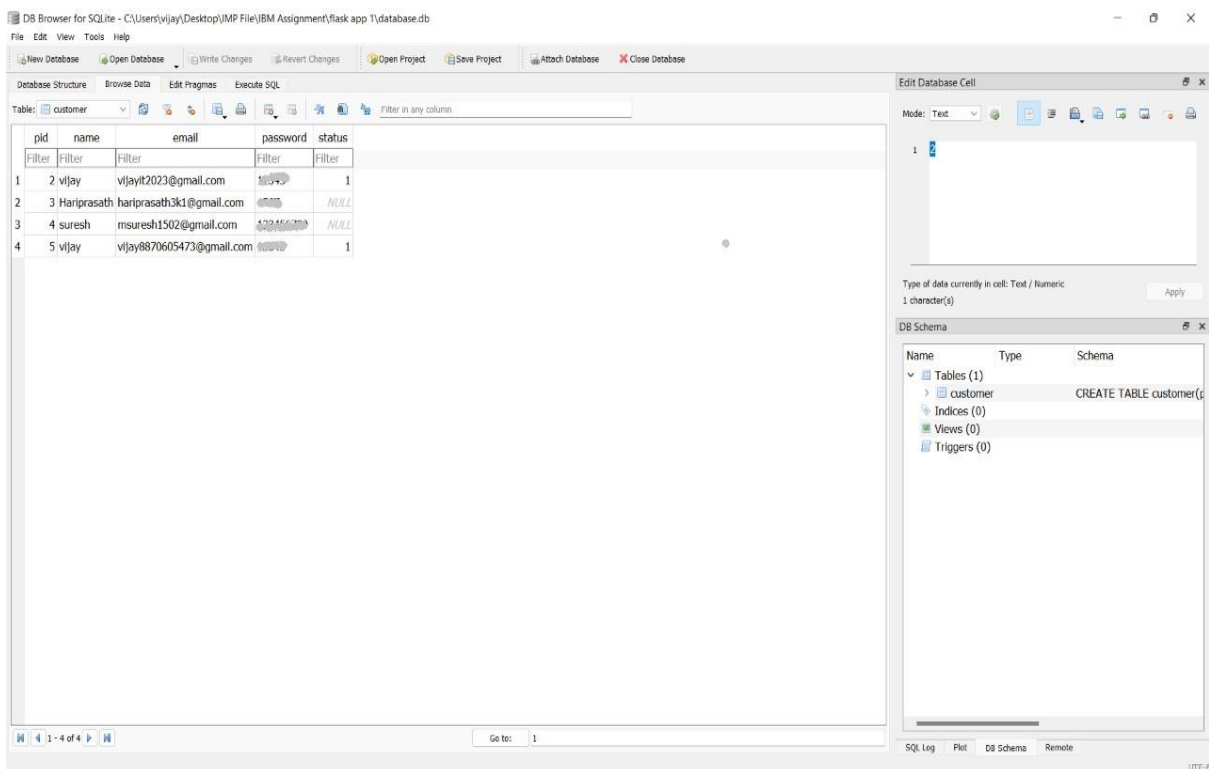 DB Browser for SQLite - C:\Users\vijay\Desktop\IMP File\IBM Assignment\flask app 1\database.db
File Edit View Tools Help
New Database Open Database Write Changes Revert Changes Open Project Save Project Attach Database Close Database
Database Structure Browse Data Edit Pragmas Execute SQL
Table: customer Filter in any column
pid name email password status
Filter Filter Filter Filter Filter
1 2 vijay vijayit2023@gmail.com 1
2 3 Hariprasath hariprasath3k1@gmail.com NULL
3 4 suresh msuresh1502@gmail.com NULL
4 5 vijay vijay8870605473@gmail.com 1
1 - 4 of 4 Go to: 1
Edit Database Cell
Mode: Text
1 2
Type of data currently in cell: Text / Numeric
1 character(s) Apply
DB Schema
Name Type Schema
Tables (1)
customer CREATE TABLE customer(p
Indices (0)
Views (0)
Triggers (0)
SQL Log Plot DB Schema Remote